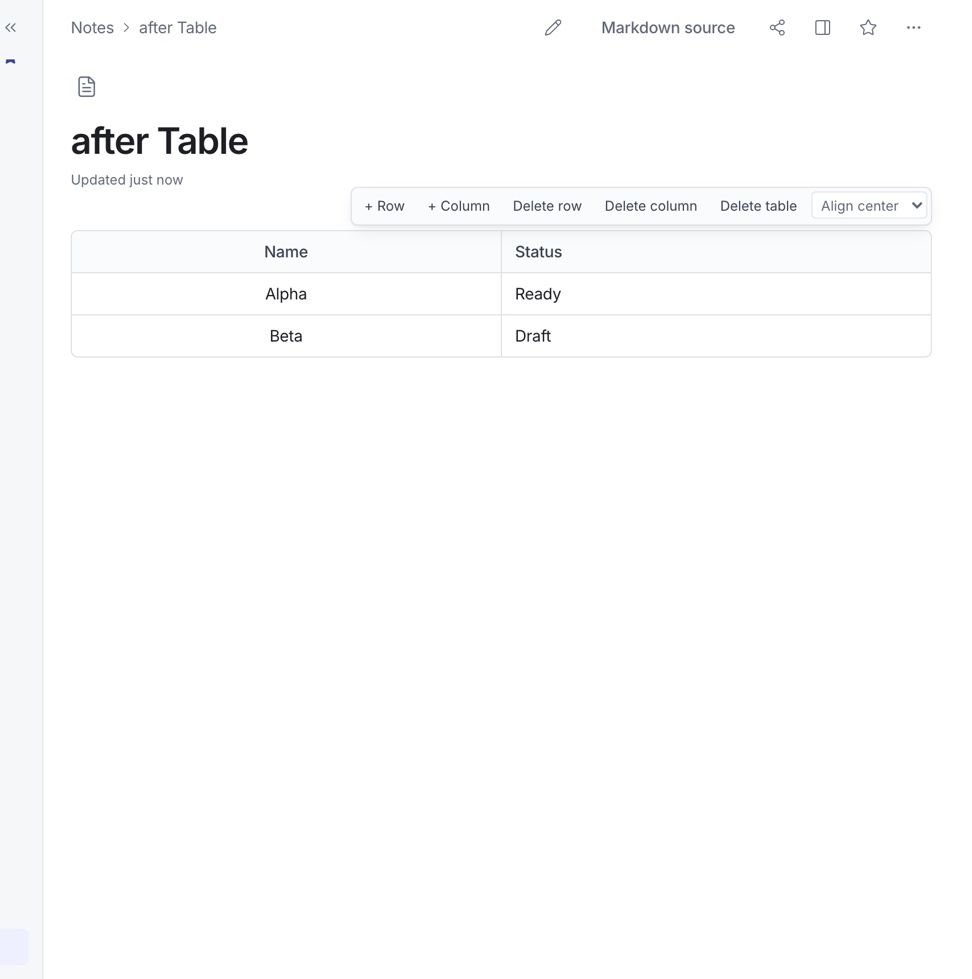 Notes > after Table
Markdown source
after Table
Updated just now
+ Row + Column Delete row Delete column Delete table Align center
Name Status
Alpha Ready
Beta Draft